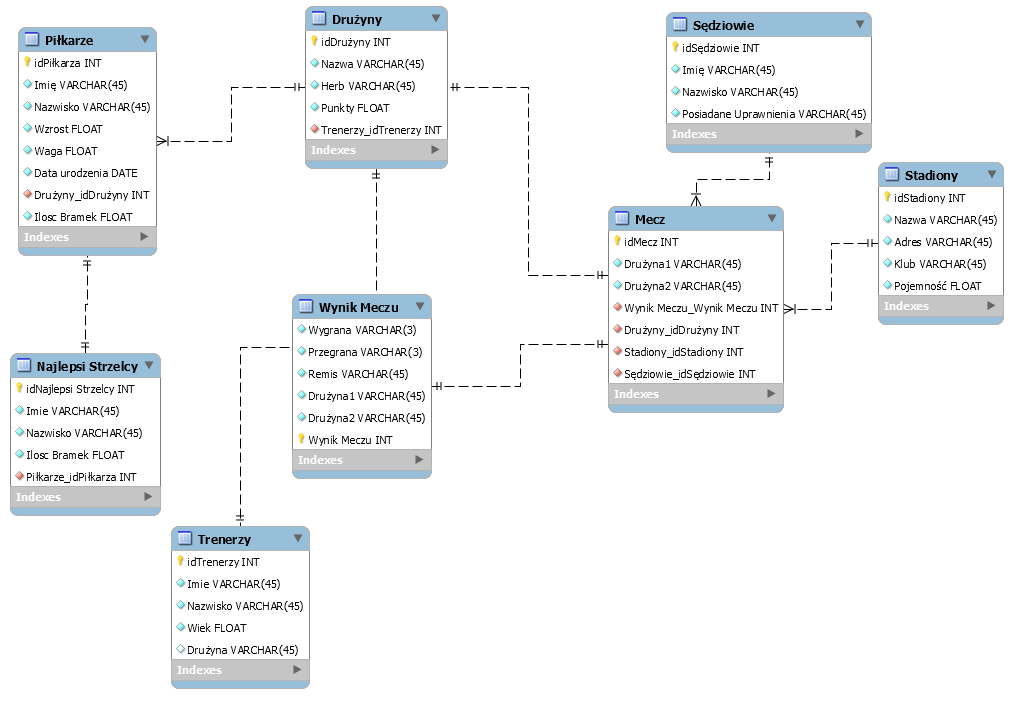 Piłkarze
idPiłkarza INT
Imię VARCHAR(45)
Nazwisko VARCHAR(45)
Wzrost FLOAT
Waga FLOAT
Data urodzenia DATE
Drużyny_idDrużyny INT
Ilosc Bramek FLOAT
Indexes
Drużyny
idDrużyny INT
Nazwa VARCHAR(45)
Herb VARCHAR(45)
Punkty FLOAT
Trenerzy_idTrenerzy INT
Indexes
Sędziowie
idSędziowie INT
Imię VARCHAR(45)
Nazwisko VARCHAR(45)
Posiadane Uprawnienia VARCHAR(45)
Indexes
Stadiony
idStadiony INT
Nazwa VARCHAR(45)
Adres VARCHAR(45)
Klub VARCHAR(45)
Pojemność FLOAT
Indexes
Mecz
idMecz INT
Drużyna1 VARCHAR(45)
Drużyna2 VARCHAR(45)
Wynik Meczu_Wynik Meczu INT
Drużyny_idDrużyny INT
Stadiony_idStadiony INT
Sędziowie_idSędziowie INT
Indexes
Wynik Meczu
Wygrana VARCHAR(3)
Przegrana VARCHAR(3)
Remis VARCHAR(45)
Drużyna1 VARCHAR(45)
Drużyna2 VARCHAR(45)
Wynik Meczu INT
Indexes
Najlepsi Strzelcy
idNajlepsi Strzelcy INT
Imie VARCHAR(45)
Nazwisko VARCHAR(45)
Ilosc Bramek FLOAT
Piłkarze_idPiłkarza INT
Indexes
Trenerzy
idTrenerzy INT
Imie VARCHAR(45)
Nazwisko VARCHAR(45)
Wiek FLOAT
Drużyna VARCHAR(45)
Indexes